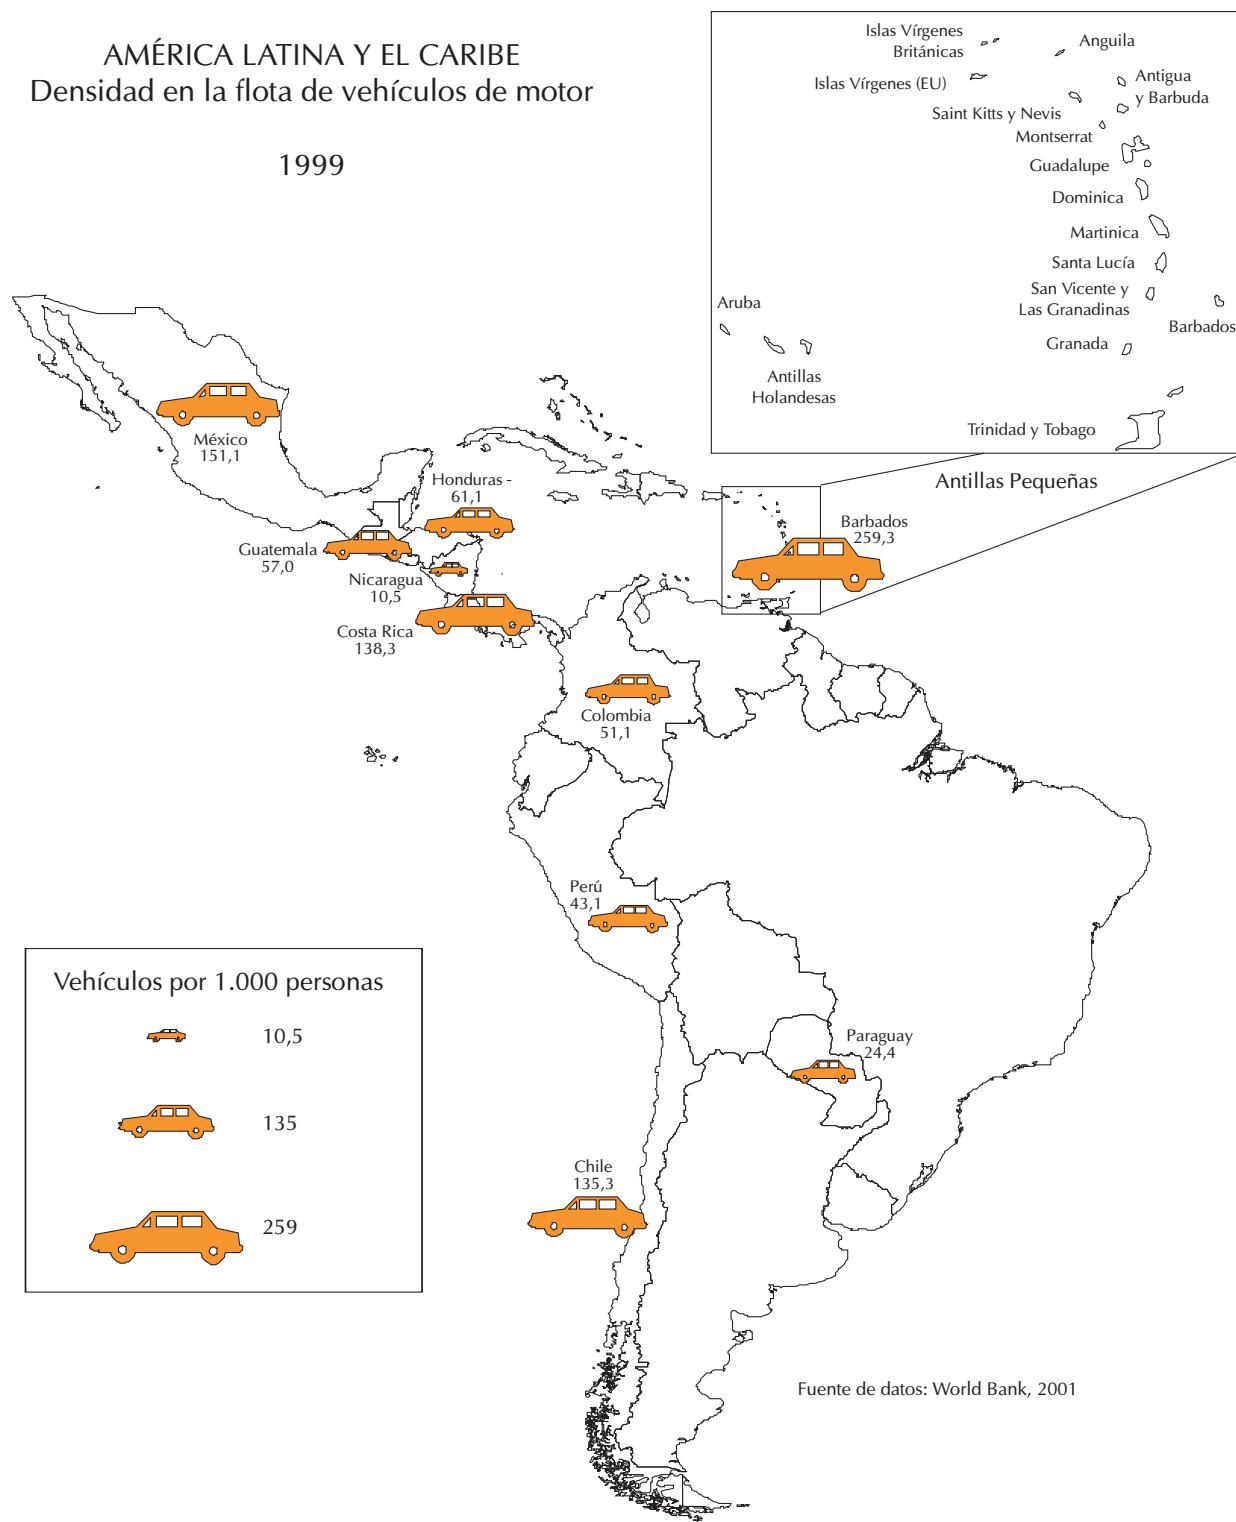 AMÉRICA LATINA Y EL CARIBE
Densidad en la flota de vehículos de motor
1999
Islas Vírgenes
Británicas
Anguila
Islas Vírgenes (EU)
Antigua
y Barbuda
Saint Kitts y Nevis
Montserrat
Guadalupe
Dominica
Martinica
Santa Lucía
San Vicente y
Las Granadinas
Barbados
Granada
Aruba
Antillas
Holandesas
Trinidad y Tobago
Antillas Pequeñas
México
151,1
Honduras -
61,1
Barbados
259,3
Guatemala
57,0
Nicaragua
10,5
Costa Rica
138,3
Colombia
51,1
Perú
43,1
Paraguay
24,4
Chile
135,3
Vehículos por 1.000 personas
10,5
135
259
Fuente de datos: World Bank, 2001